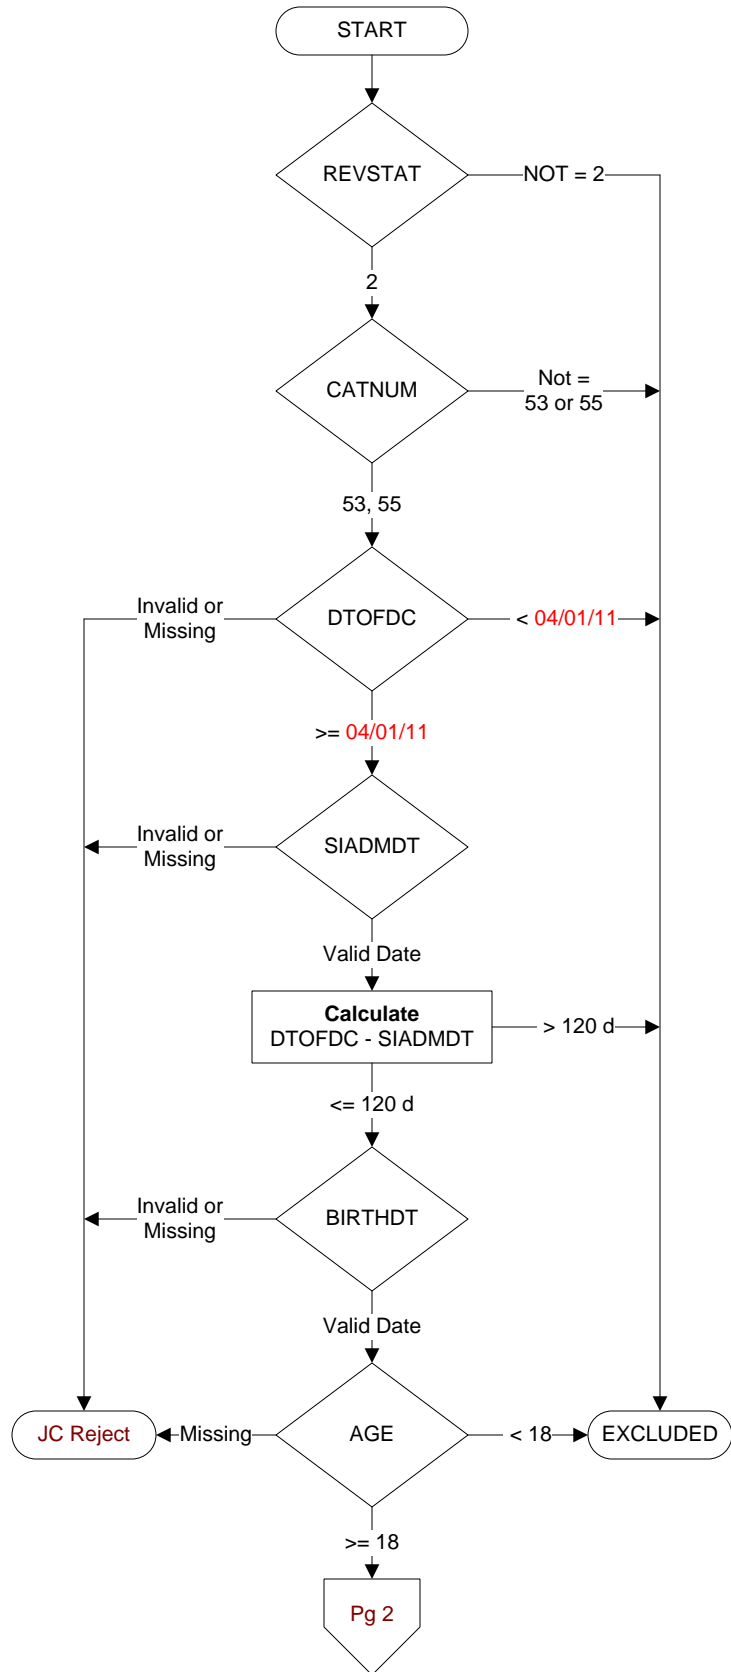 START
REVSTAT
NOT = 2
2
CATNUM
Not =
53 or 55
53, 55
Invalid or
Missing
DTOFDC
< 04/01/11
>= 04/01/11
Invalid or
Missing
SIADMDT
Valid Date
Calculate
DTOFDC - SIADMDT
> 120 d
<= 120 d
Invalid or
Missing
BIRTHDT
Valid Date
JC Reject
Missing
AGE
< 18
EXCLUDED
>= 18
Pg 2